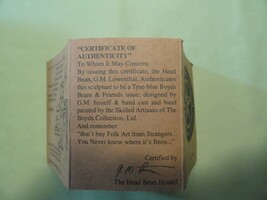 "CERTIFICATE OF
AUTHENTICITY"
To Whom It May Concern:
By issuing this certificate, the Head
Bean, G.M. Lowenthal, Authenticates
this sculpture to be a True-blue Boyds
Bears & Friends issue; designed by
G.M. hisself & hand cast and hand
painted by the Skilled Artisans of The
Boyds Collection, Ltd.
And remember:
"don't buy Folk Art from Strangers...
You Never know where it's Been..."
Certified by
The Head Bean Hisself